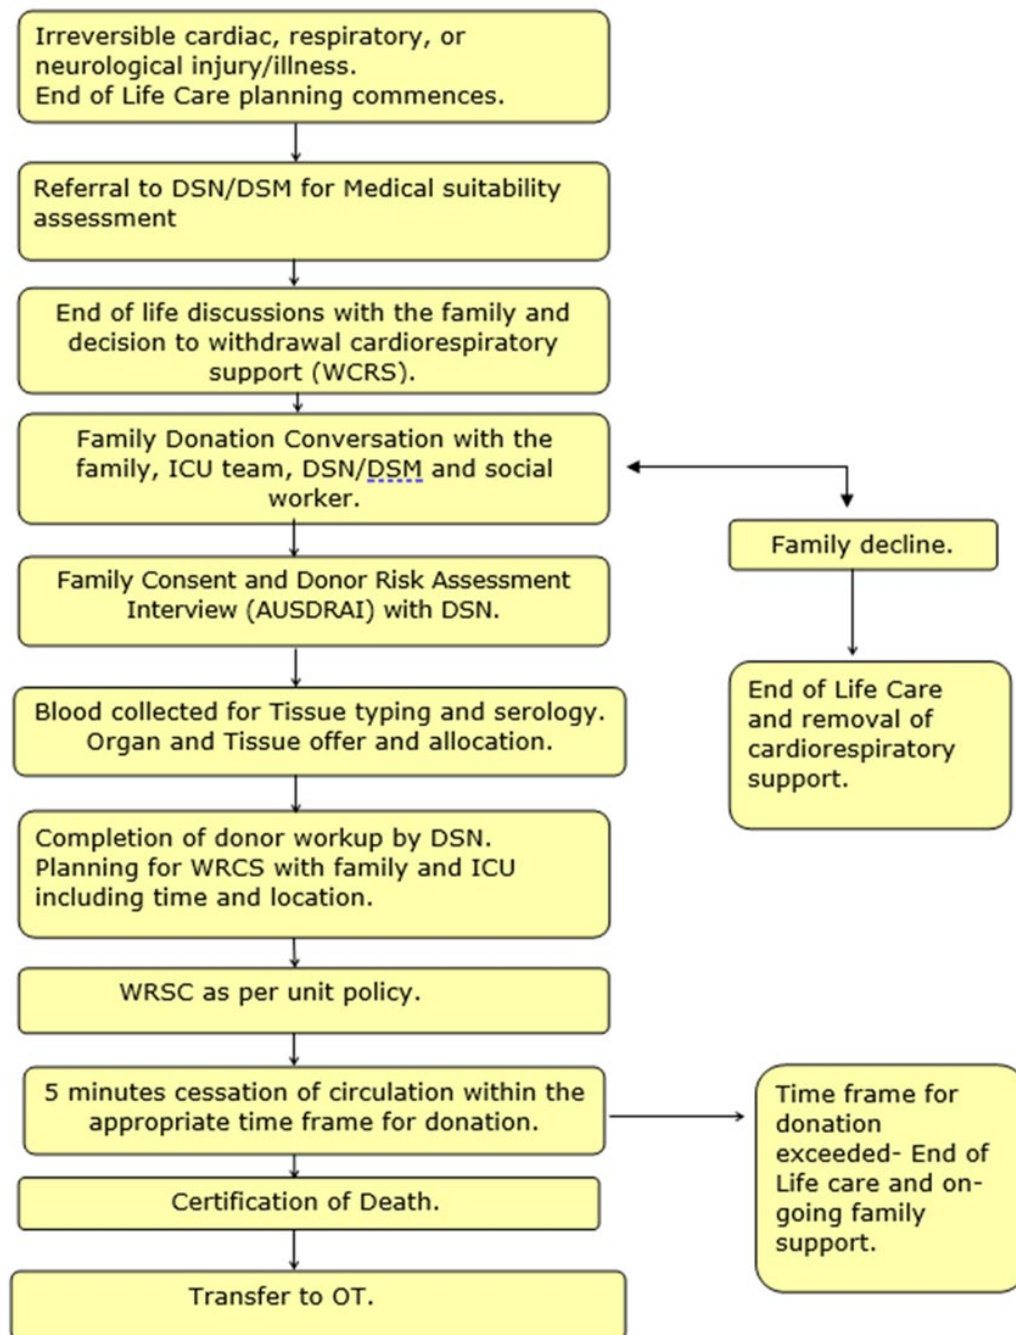 Irreversible cardiac, respiratory, or
neurological injury/illness.
End of Life Care planning commences.
Referral to DSN/DSM for Medical suitability
assessment
End of life discussions with the family and
decision to withdrawal cardiorespiratory
support (WCRS).
Family Donation Conversation with the
family, ICU team, DSN/DSM and social
worker.
Family decline.
Family Consent and Donor Risk Assessment
Interview (AUSDRAI) with DSN.
End of Life Care
and removal of
cardiorespiratory
support.
Blood collected for Tissue typing and serology.
Organ and Tissue offer and allocation.
Completion of donor workup by DSN.
Planning for WRCS with family and ICU
including time and location.
WRSC as per unit policy.
5 minutes cessation of circulation within the
appropriate time frame for donation.
Time frame for
donation
exceeded- End of
Life care and on-
going family
support.
Certification of Death.
Transfer to OT.